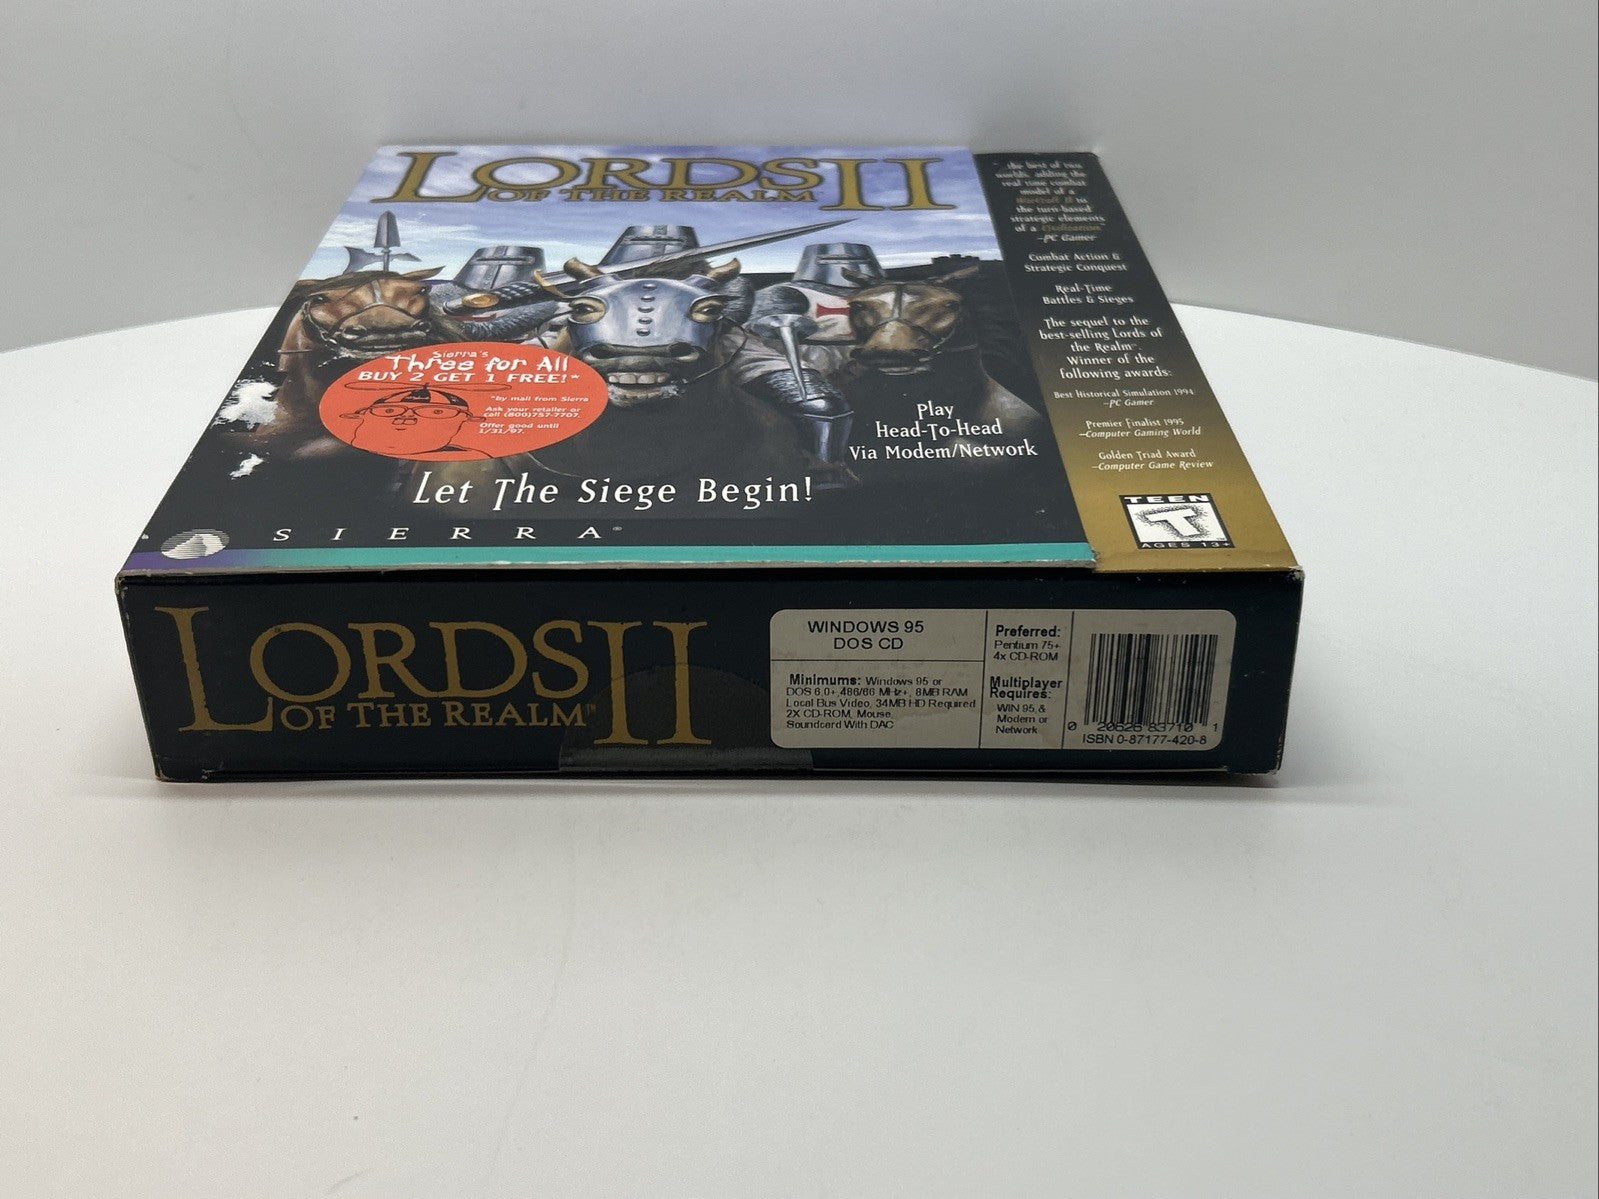 LORDS II
OF THE REALM
"...the best of two
worlds, adding the
real time combat
model of a
Warcraft II to
the turn-based
strategic elements
of a Civilization"
-PC Gamer
Combat Action &
Strategic Conquest
Real-Time
Battles & Sieges
The sequel to the
best-selling Lords of
the Realm™.
Winner of the
following awards:
Best Historical Simulation 1994
-PC Gamer
Premier Finalist 1995
-Computer Gaming World
Golden Triad Award
-Computer Game Review
TEEN
T
AGES 13+
Sierra's
Three for All
BUY 2 GET 1 FREE!*
*by mail from Sierra
Ask your retailer or
call (800)757-7707.
Offer good until
1/31/97.
Play
Head-To-Head
Via Modem/Network
Let The Siege Begin!
SIERRA®
LORDS II
OF THE REALM™
WINDOWS 95
DOS CD
Minimums: Windows 95 or
DOS 6.0+, 486/66 MHz+, 8MB RAM
Local Bus Video, 34MB HD Required
2X CD-ROM, Mouse,
Soundcard With DAC
Preferred:
Pentium 75+
4x CD-ROM
Multiplayer
Requires:
WIN 95, &
Modem or
Network
0 20626 83710 1
ISBN 0-87177-420-8